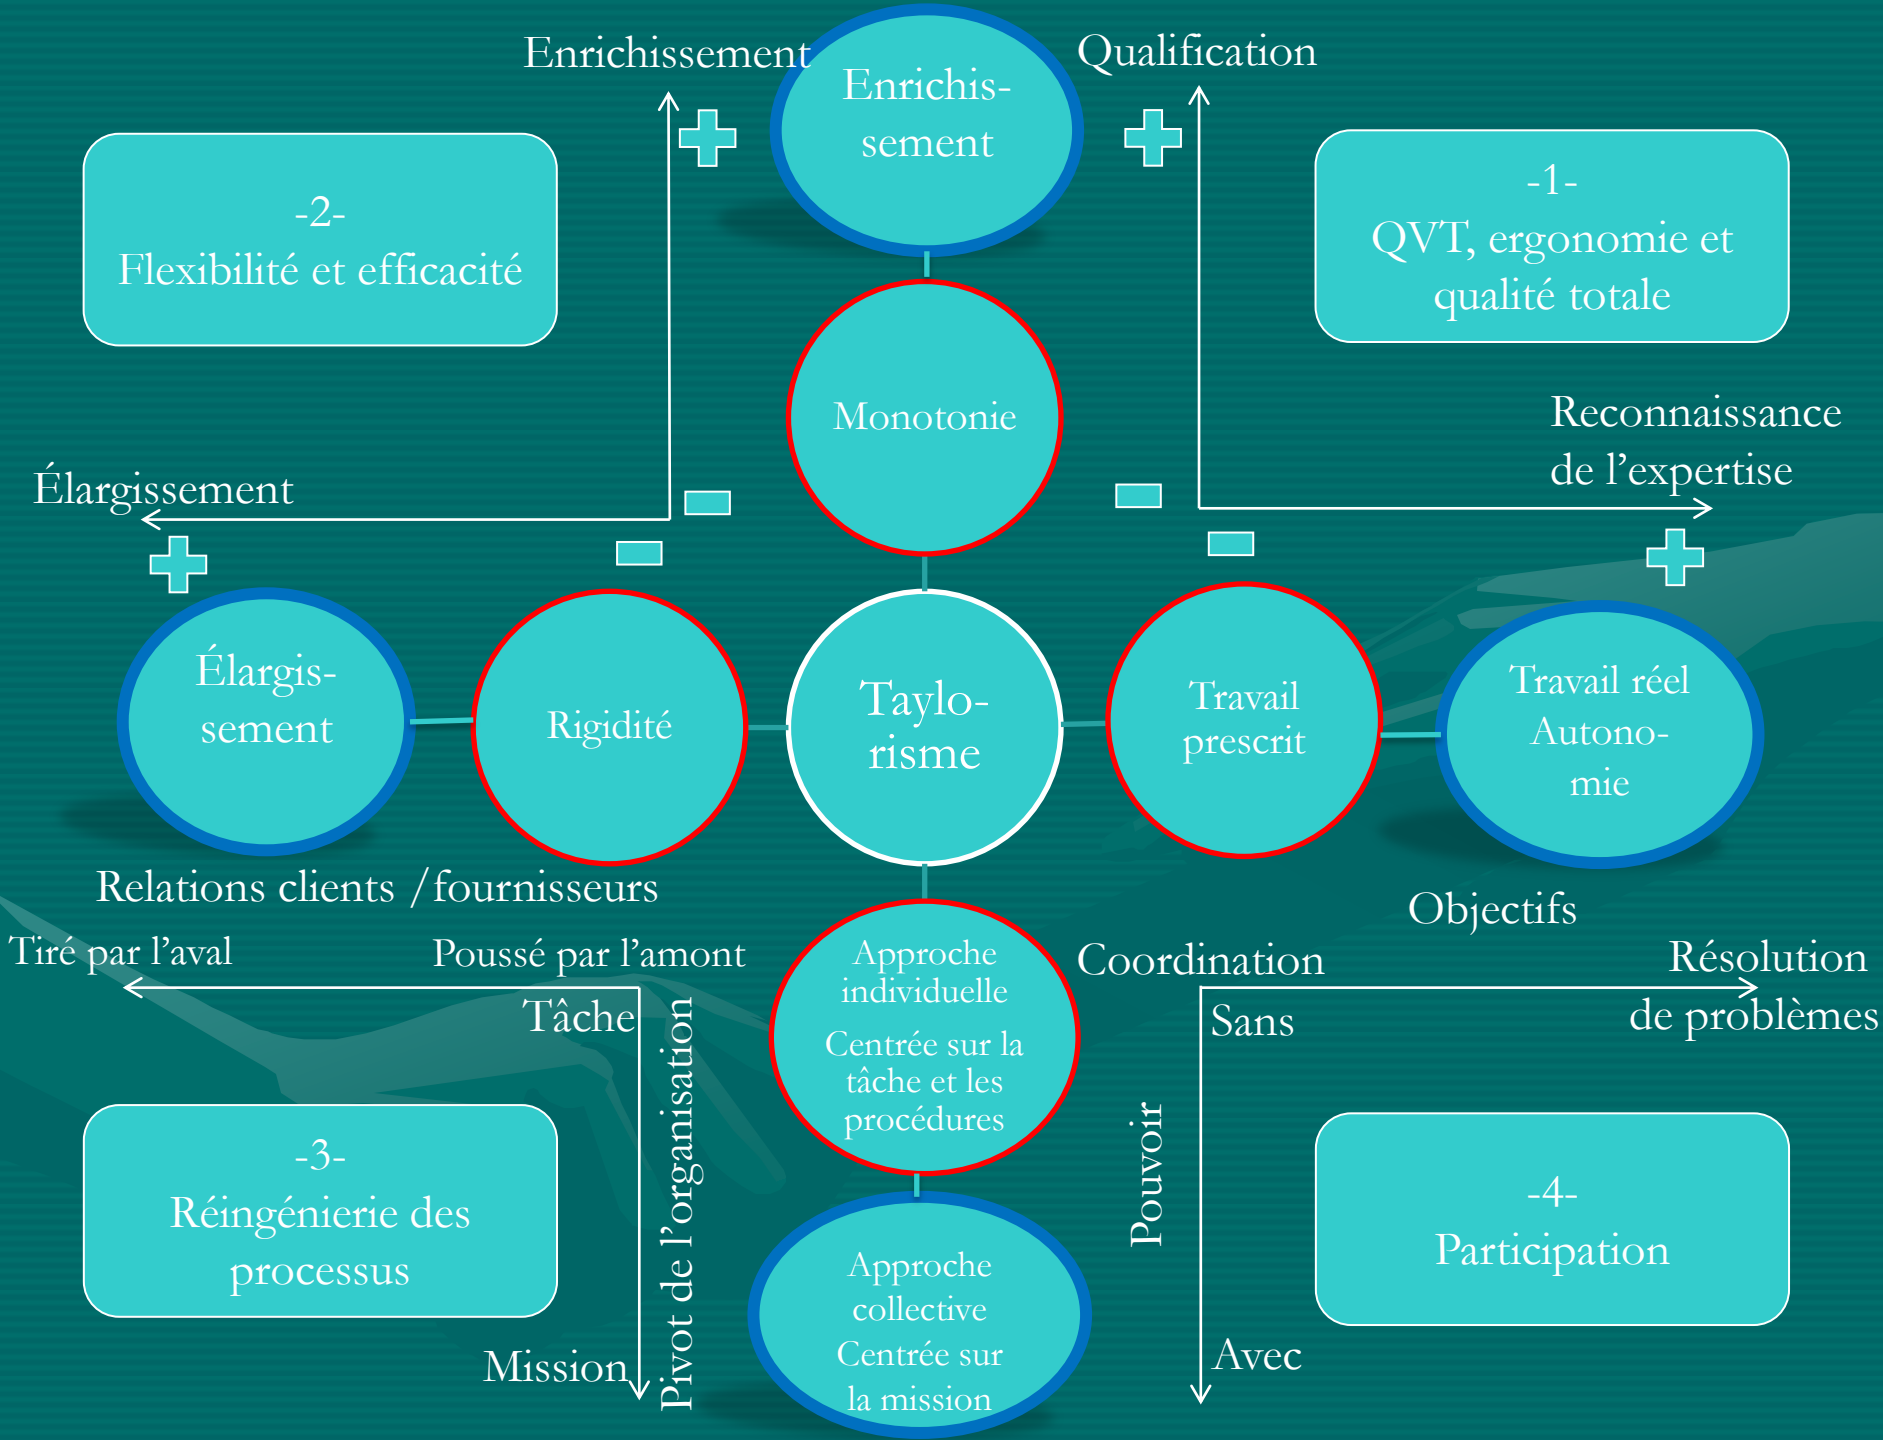 Enrichissement
Qualification
Enrichis-
sement
-2-
Flexibilité et efficacité
-1-
QVT, ergonomie et
qualité totale
Monotonie
Reconnaissance
de l’expertise
Élargissement
Élargis-
sement
Rigidité
Taylo-
risme
Travail
prescrit
Travail réel
Autono-
mie
Relations clients /fournisseurs
Tiré par l’aval
Poussé par l’amont
Tâche
Mission
Pivot de l’organisation
-3-
Réingénierie des
processus
Approche
individuelle
Centrée sur la
tâche et les
procédures
Approche
collective
Centrée sur
la mission
Objectifs
Coordination
Résolution
de problèmes
Sans
Avec
Pouvoir
-4-
Participation